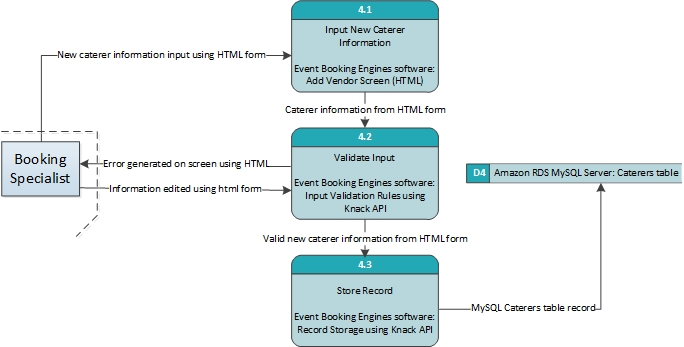 4.1
Input New Caterer
Information
Event Booking Engines software:
Add Vendor Screen (HTML)
New caterer information input using HTML form
Caterer information from HTML form
4.2
Validate Input
Event Booking Engines software:
Input Validation Rules using
Knack API
Booking
Specialist
Error generated on screen using HTML
Information edited using html form
D4 Amazon RDS MySQL Server: Caterers table
Valid new caterer information from HTML form
4.3
Store Record
Event Booking Engines software:
Record Storage using Knack API
MySQL Caterers table record